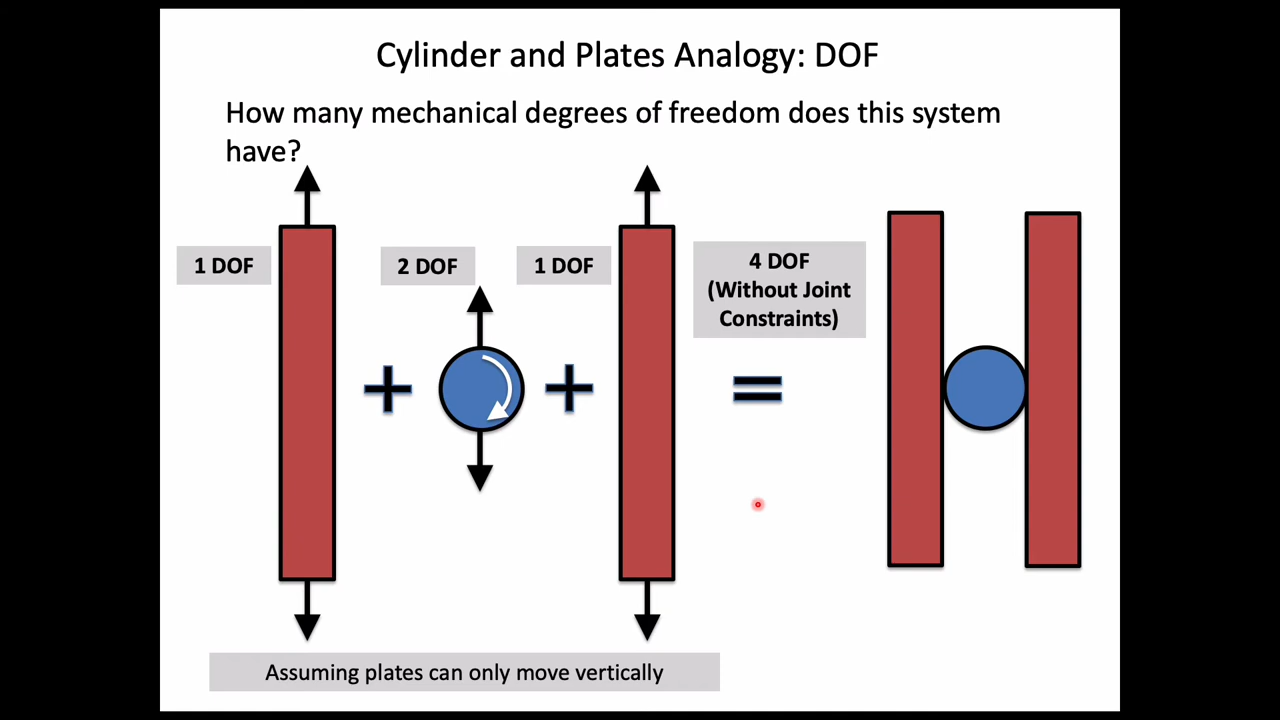 Cylinder and Plates Analogy: DOF
How many mechanical degrees of freedom does this system
have?
1 DOF
2 DOF
1 DOF
4 DOF
(Without Joint
Constraints)
Assuming plates can only move vertically